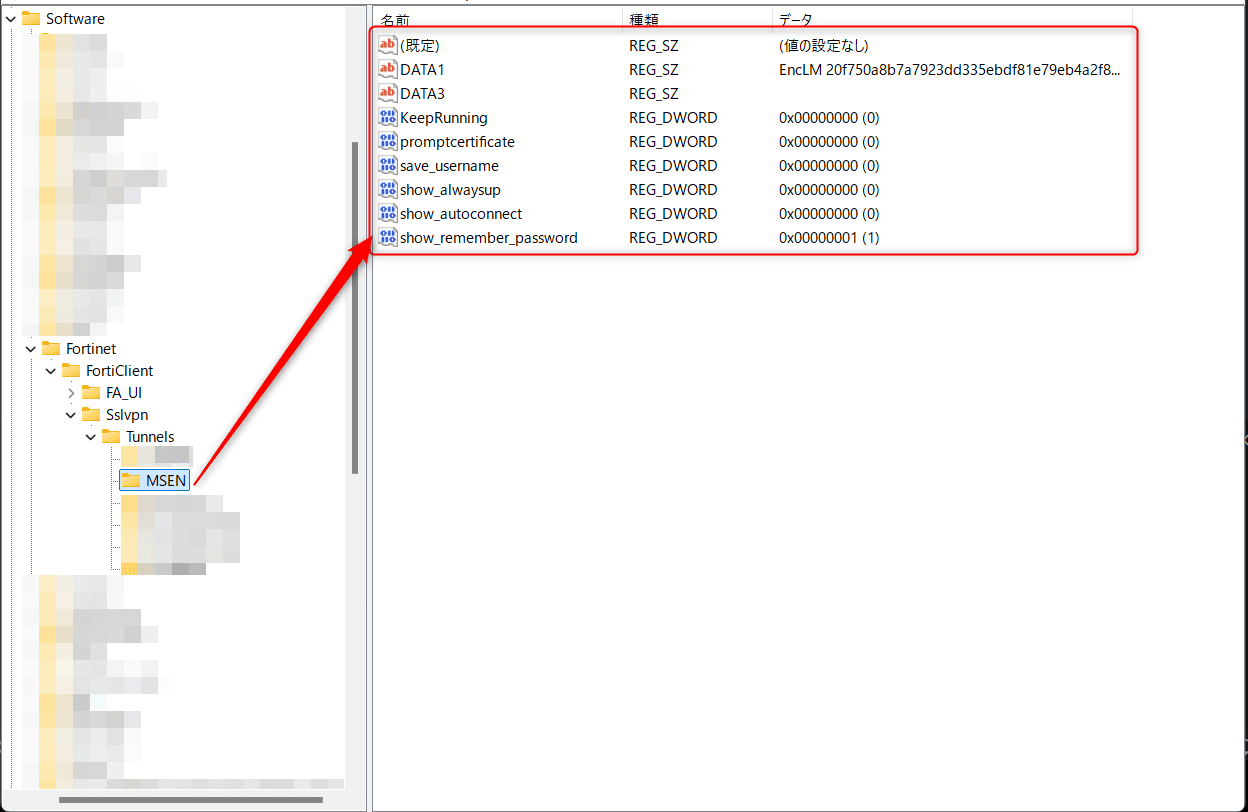 Software
Fortinet
FortiClient
FA_UI
Sslvpn
Tunnels
MSEN
名前 種類 データ
(既定) REG_SZ (値の設定なし)
DATA1 REG_SZ EncLM 20f750a8b7a7923dd335ebdf81e79eb4a2f8...
DATA3 REG_SZ
KeepRunning REG_DWORD 0x00000000 (0)
promptcertificate REG_DWORD 0x00000000 (0)
save_username REG_DWORD 0x00000000 (0)
show_alwaysup REG_DWORD 0x00000000 (0)
show_autoconnect REG_DWORD 0x00000000 (0)
show_remember_password REG_DWORD 0x00000001 (1)